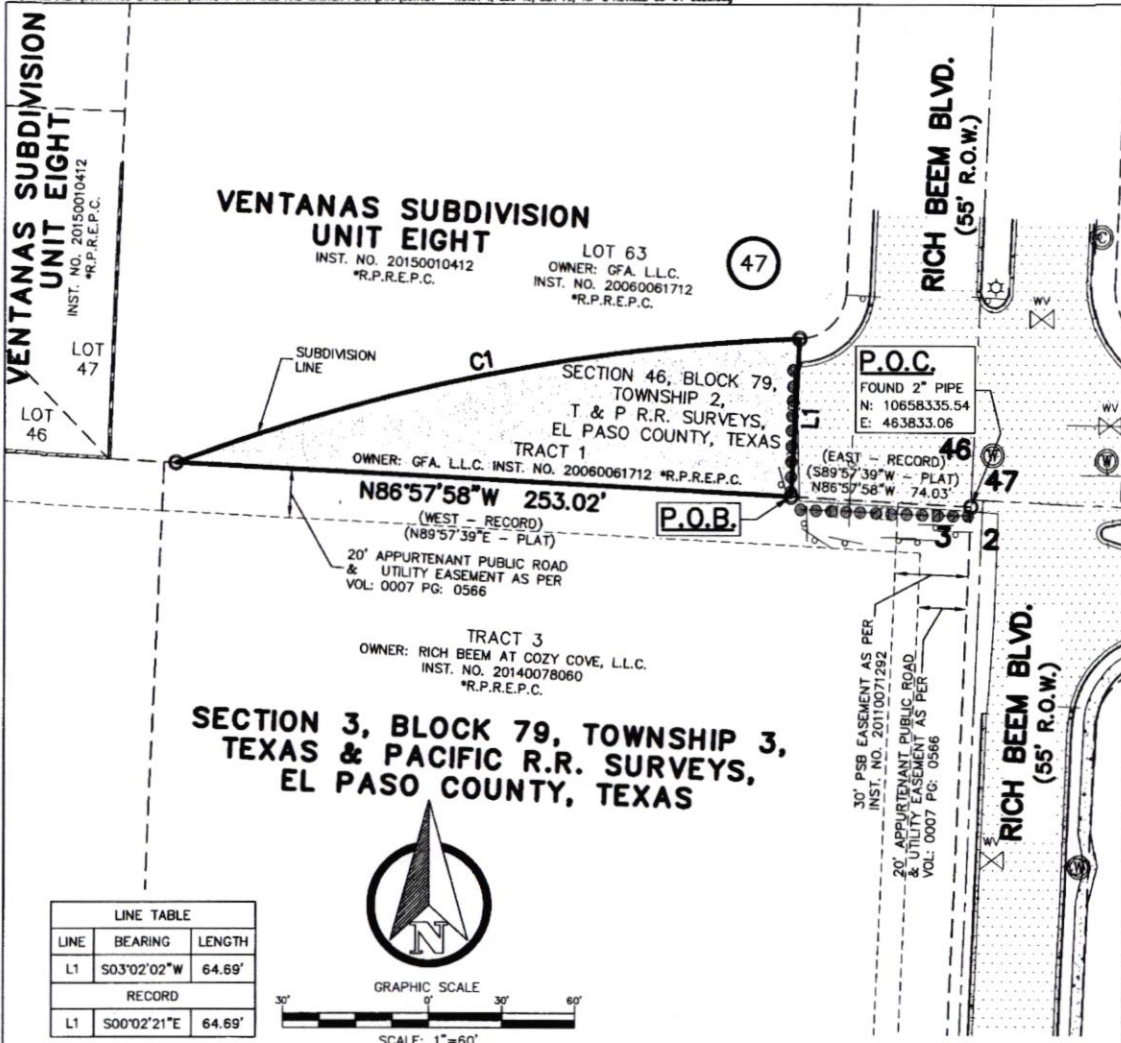 VENTANAS SUBDIVISION
UNIT EIGHT
INST. NO. 20150010412
*R.P.R.E.P.C.
LOT
47
LOT
46
VENTANAS SUBDIVISION
UNIT EIGHT
INST. NO. 20150010412
*R.P.R.E.P.C.
LOT 63
OWNER: GFA. L.L.C.
INST. NO. 20060061712
*R.P.R.E.P.C.
47
RICH BEEM BLVD.
(55' R.O.W.)
C
WV
SUBDIVISION
LINE
C1
SECTION 46, BLOCK 79,
TOWNSHIP 2,
T & P R.R. SURVEYS,
EL PASO COUNTY, TEXAS
TRACT 1
OWNER: GFA. L.L.C. INST. NO. 20060061712 *R.P.R.E.P.C.
L1
P.O.C.
FOUND 2" PIPE
N: 10658335.54
E: 463833.06
WV
W
W
46
47
(EAST - RECORD)
(S89°57'39"W - PLAT)
N86°57'58"W 74.03'
N86°57'58"W 253.02'
(WEST - RECORD)
(N89°57'39"E - PLAT)
P.O.B.
3
2
20' APPURTENANT PUBLIC ROAD
& UTILITY EASEMENT AS PER
VOL: 0007 PG: 0566
TRACT 3
OWNER: RICH BEEM AT COZY COVE, L.L.C.
INST. NO. 20140078060
*R.P.R.E.P.C.
30' PSB EASEMENT AS PER
INST. NO. 20110071292
20' APPURTENANT PUBLIC ROAD
& UTILITY EASEMENT AS PER
VOL: 0007 PG: 0566
RICH BEEM BLVD.
(55' R.O.W.)
WV
W
SECTION 3, BLOCK 79, TOWNSHIP 3,
TEXAS & PACIFIC R.R. SURVEYS,
EL PASO COUNTY, TEXAS
N
LINE TABLE
LINE BEARING LENGTH
L1 S03°02'02"W 64.69'
RECORD
L1 S00°02'21"E 64.69'
GRAPHIC SCALE
30' 0' 30' 60'
SCALE: 1"=60'